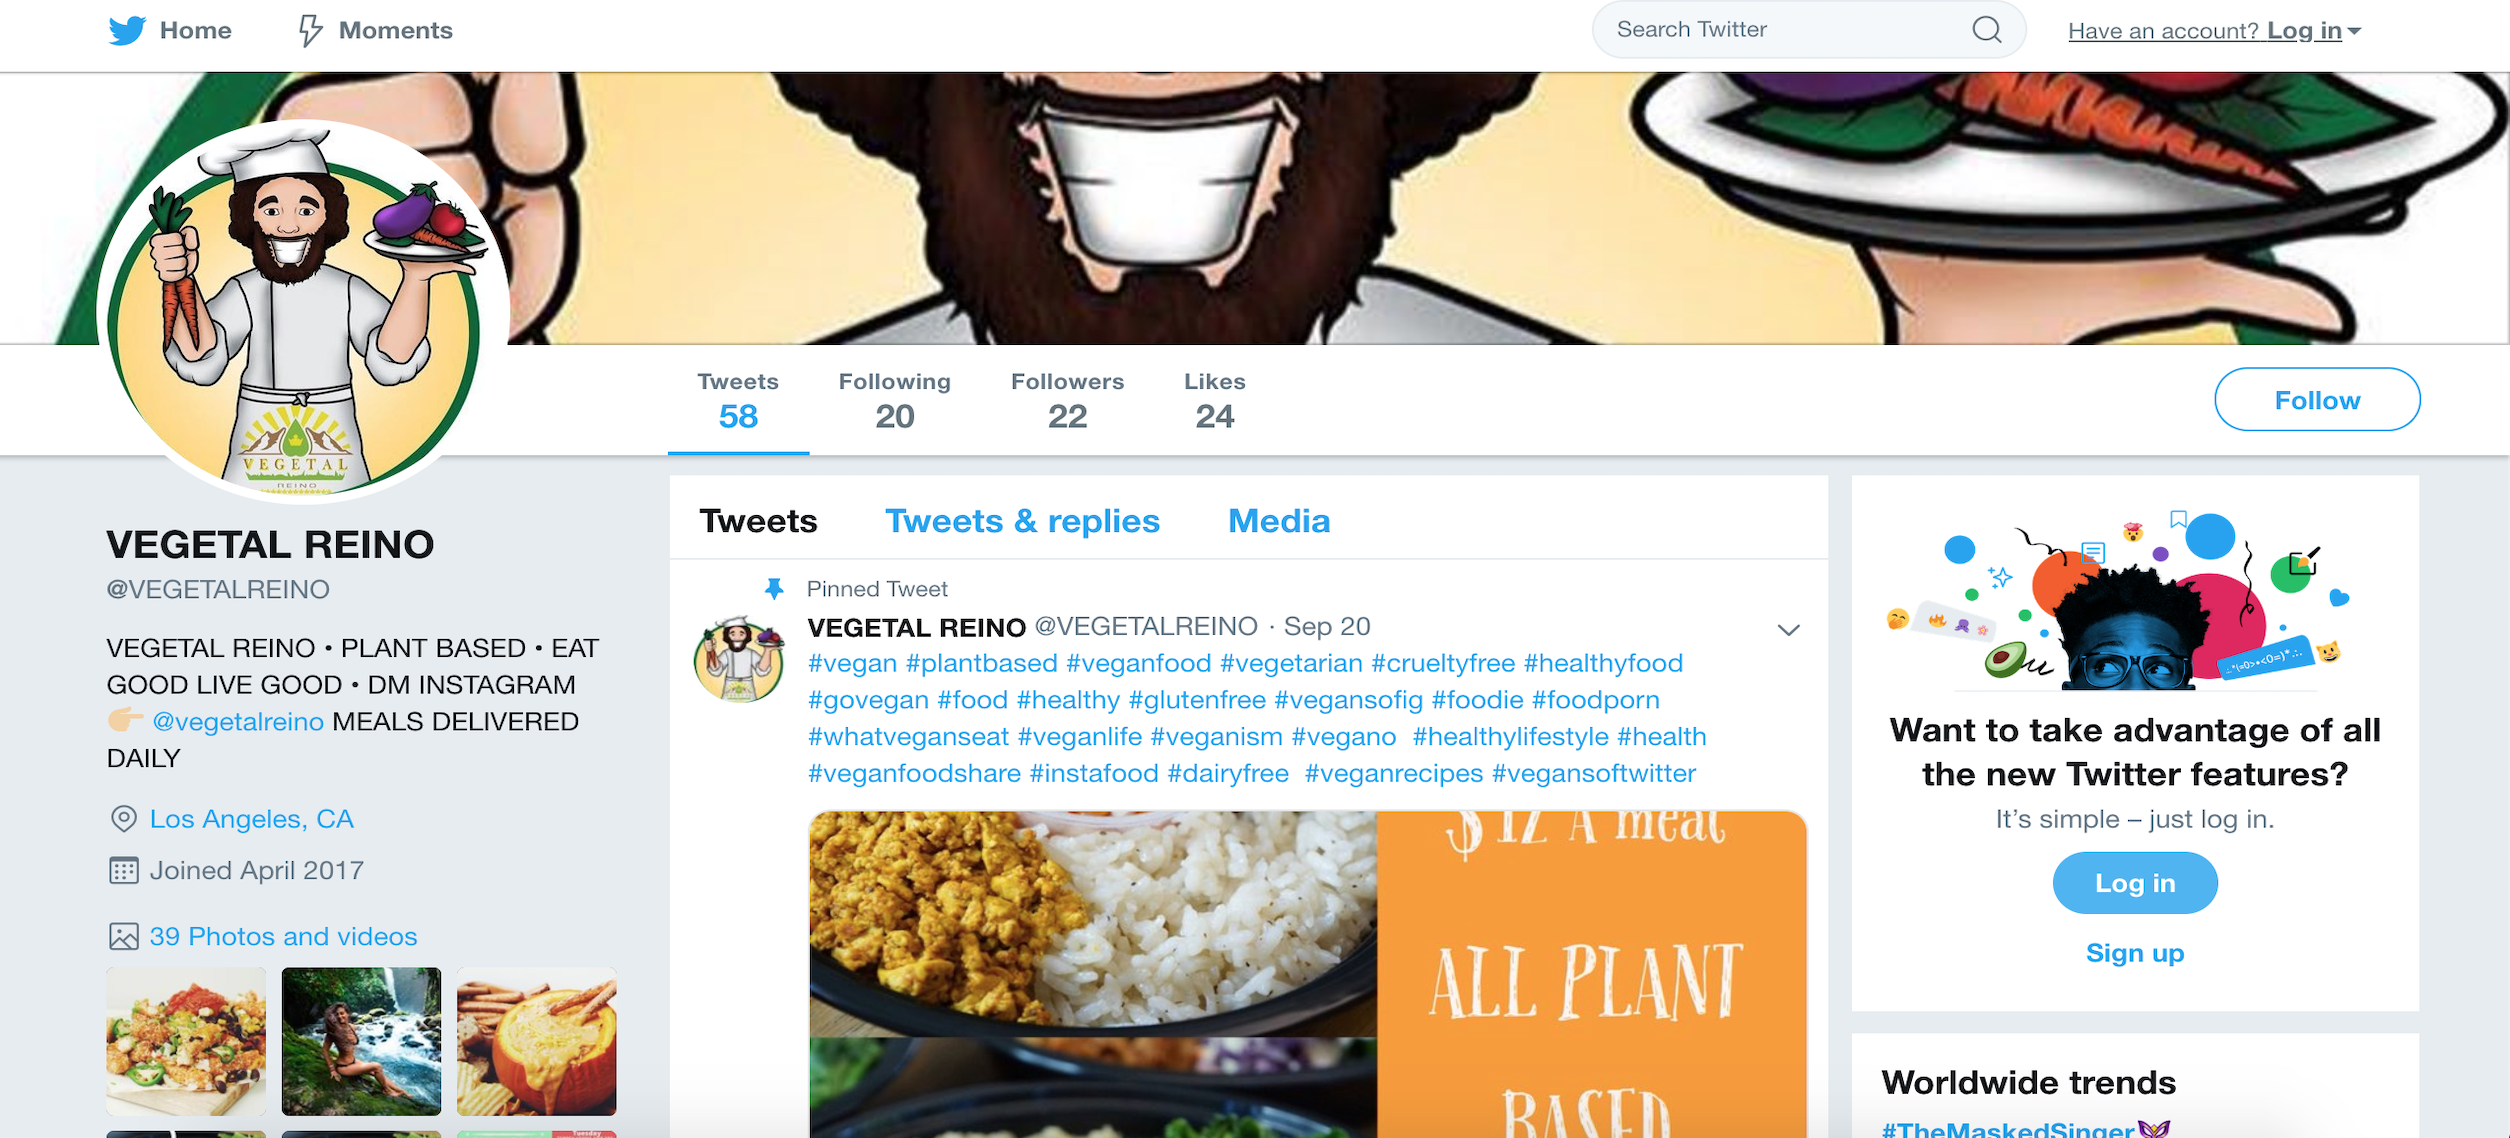 Home
Moments
Search Twitter
Have an account? Log in
VEGETAL
REINO
Tweets
58
Following
20
Followers
22
Likes
24
Follow
VEGETAL REINO
@VEGETALREINO
VEGETAL REINO • PLANT BASED • EAT
GOOD LIVE GOOD • DM INSTAGRAM
👉 @vegetalreino MEALS DELIVERED
DAILY
Los Angeles, CA
Joined April 2017
39 Photos and videos
Tuesday
Tweets
Tweets & replies
Media
Pinned Tweet
VEGETAL REINO @VEGETALREINO · Sep 20
#vegan #plantbased #veganfood #vegetarian #crueltyfree #healthyfood
#govegan #food #healthy #glutenfree #vegansofig #foodie #foodporn
#whatveganseat #veganlife #veganism #vegano #healthylifestyle #health
#veganfoodshare #instafood #dairyfree #veganrecipes #vegansoftwitter
$12 A meal
ALL PLANT
BASED
Want to take advantage of all
the new Twitter features?
It's simple – just log in.
Log in
Sign up
Worldwide trends
#TheMaskedSinger